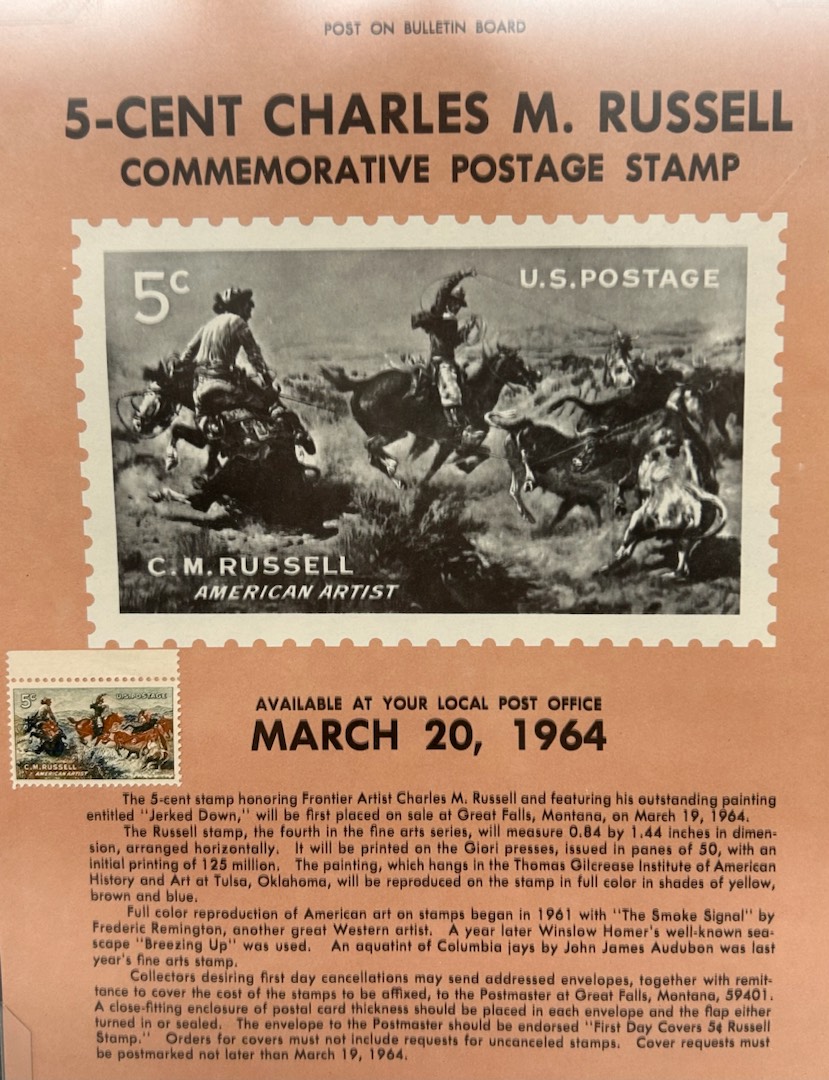 POST ON BULLETIN BOARD
5-CENT CHARLES M. RUSSELL
COMMEMORATIVE POSTAGE STAMP
5c
U.S.POSTAGE
C.M.RUSSELL
AMERICAN ARTIST
5c
U.S.POSTAGE
C.M.RUSSELL
AMERICAN ARTIST
AVAILABLE AT YOUR LOCAL POST OFFICE
MARCH 20, 1964
The 5-cent stamp honoring Frontier Artist Charles M. Russell and featuring his outstanding painting
entitled "Jerked Down," will be first placed on sale at Great Falls, Montana, on March 19, 1964.
The Russell stamp, the fourth in the fine arts series, will measure 0.84 by 1.44 inches in dimen-
sion, arranged horizontally. It will be printed on the Giori presses, issued in panes of 50, with an
initial printing of 125 million. The painting, which hangs in the Thomas Gilcrease Institute of American
History and Art at Tulsa, Oklahoma, will be reproduced on the stamp in full color in shades of yellow,
brown and blue.
Full color reproduction of American art on stamps began in 1961 with "The Smoke Signal" by
Frederic Remington, another great Western artist. A year later Winslow Homer's well-known sea-
scape "Breezing Up" was used. An aquatint of Columbia jays by John James Audubon was last
year's fine arts stamp.
Collectors desiring first day cancellations may send addressed envelopes, together with remit-
tance to cover the cost of the stamps to be affixed, to the Postmaster at Great Falls, Montana, 59401.
A close-fitting enclosure of postal card thickness should be placed in each envelope and the flap either
turned in or sealed. The envelope to the Postmaster should be endorsed "First Day Covers 5¢ Russell
Stamp." Orders for covers must not include requests for uncanceled stamps. Cover requests must
be postmarked not later than March 19, 1964.